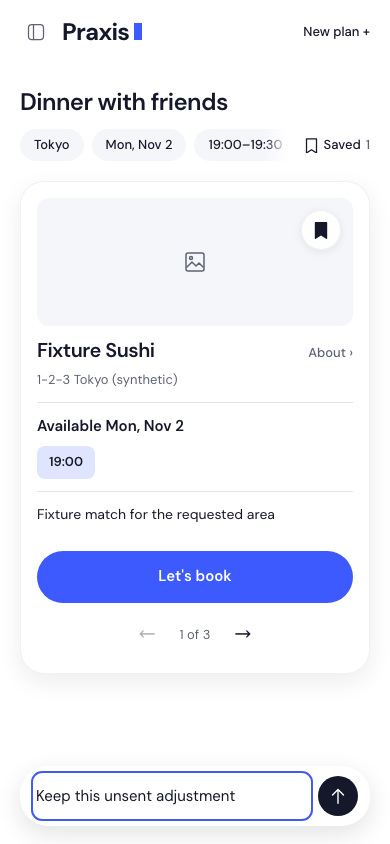 Praxis
New plan +
Dinner with friends
Tokyo
Mon, Nov 2
19:00–19:30
Saved 1
Fixture Sushi
About ›
1-2-3 Tokyo (synthetic)
Available Mon, Nov 2
19:00
Fixture match for the requested area
Let's book
← 1 of 3 →
Keep this unsent adjustment